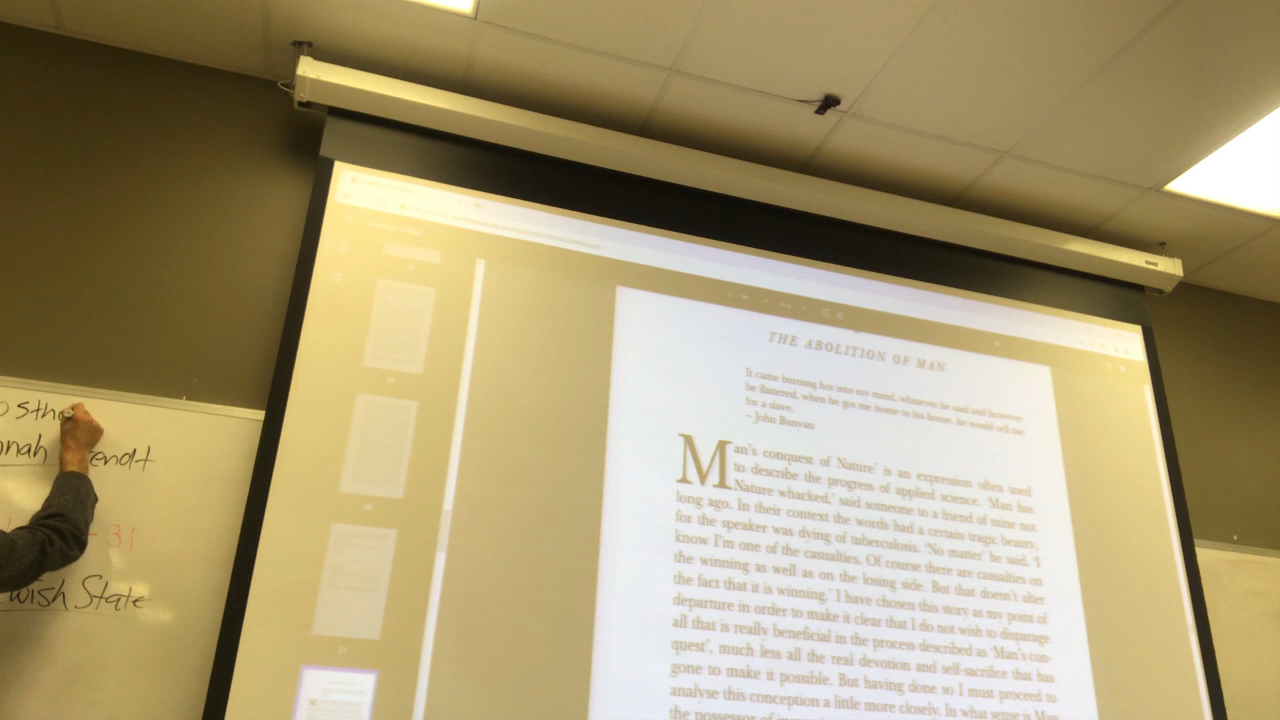 sth
nnah endt
- 31
wish State
THE ABOLITION OF MAN
It came burning hot into my mind, whatever he said and however
he flattered, when he got me home to his house, he would sell me
for a slave.
– John Bunyan
Man's conquest of Nature' is an expression often used
to describe the progress of applied science. 'Man has
Nature whacked,' said someone to a friend of mine not
long ago. In their context the words had a certain tragic beauty,
for the speaker was dying of tuberculosis. 'No matter' he said, 'I
know I'm one of the casualties. Of course there are casualties on
the winning as well as on the losing side. But that doesn't alter
the fact that it is winning.' I have chosen this story as my point of
departure in order to make it clear that I do not wish to disparage
all that is really beneficial in the process described as 'Man's con-
quest', much less all the real devotion and self-sacrifice that has
gone to make it possible. But having done so I must proceed to
analyse this conception a little more closely. In what sense is Man
the possessor of